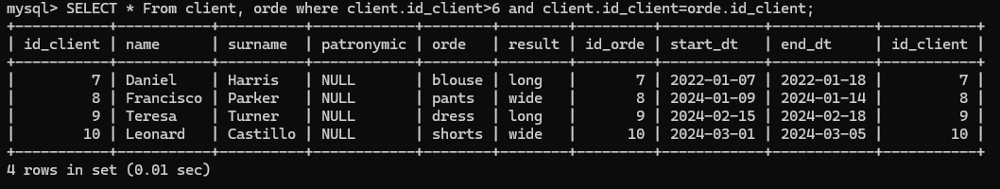 mysql> SELECT * From client, orde where client.id_client>6 and client.id_client=orde.id_client;
+-----------+-----------+----------+------------+--------+--------+---------+------------+------------+-----------+
| id_client | name      | surname  | patronymic | orde   | result | id_orde | start_dt   | end_dt     | id_client |
+-----------+-----------+----------+------------+--------+--------+---------+------------+------------+-----------+
|         7 | Daniel    | Harris   | NULL       | blouse | long   |       7 | 2022-01-07 | 2022-01-18 |         7 |
|         8 | Francisco | Parker   | NULL       | pants  | wide   |       8 | 2024-01-09 | 2024-01-14 |         8 |
|         9 | Teresa    | Turner   | NULL       | dress  | long   |       9 | 2024-02-15 | 2024-02-18 |         9 |
|        10 | Leonard   | Castillo | NULL       | shorts | wide   |      10 | 2024-03-01 | 2024-03-05 |        10 |
+-----------+-----------+----------+------------+--------+--------+---------+------------+------------+-----------+
4 rows in set (0.01 sec)